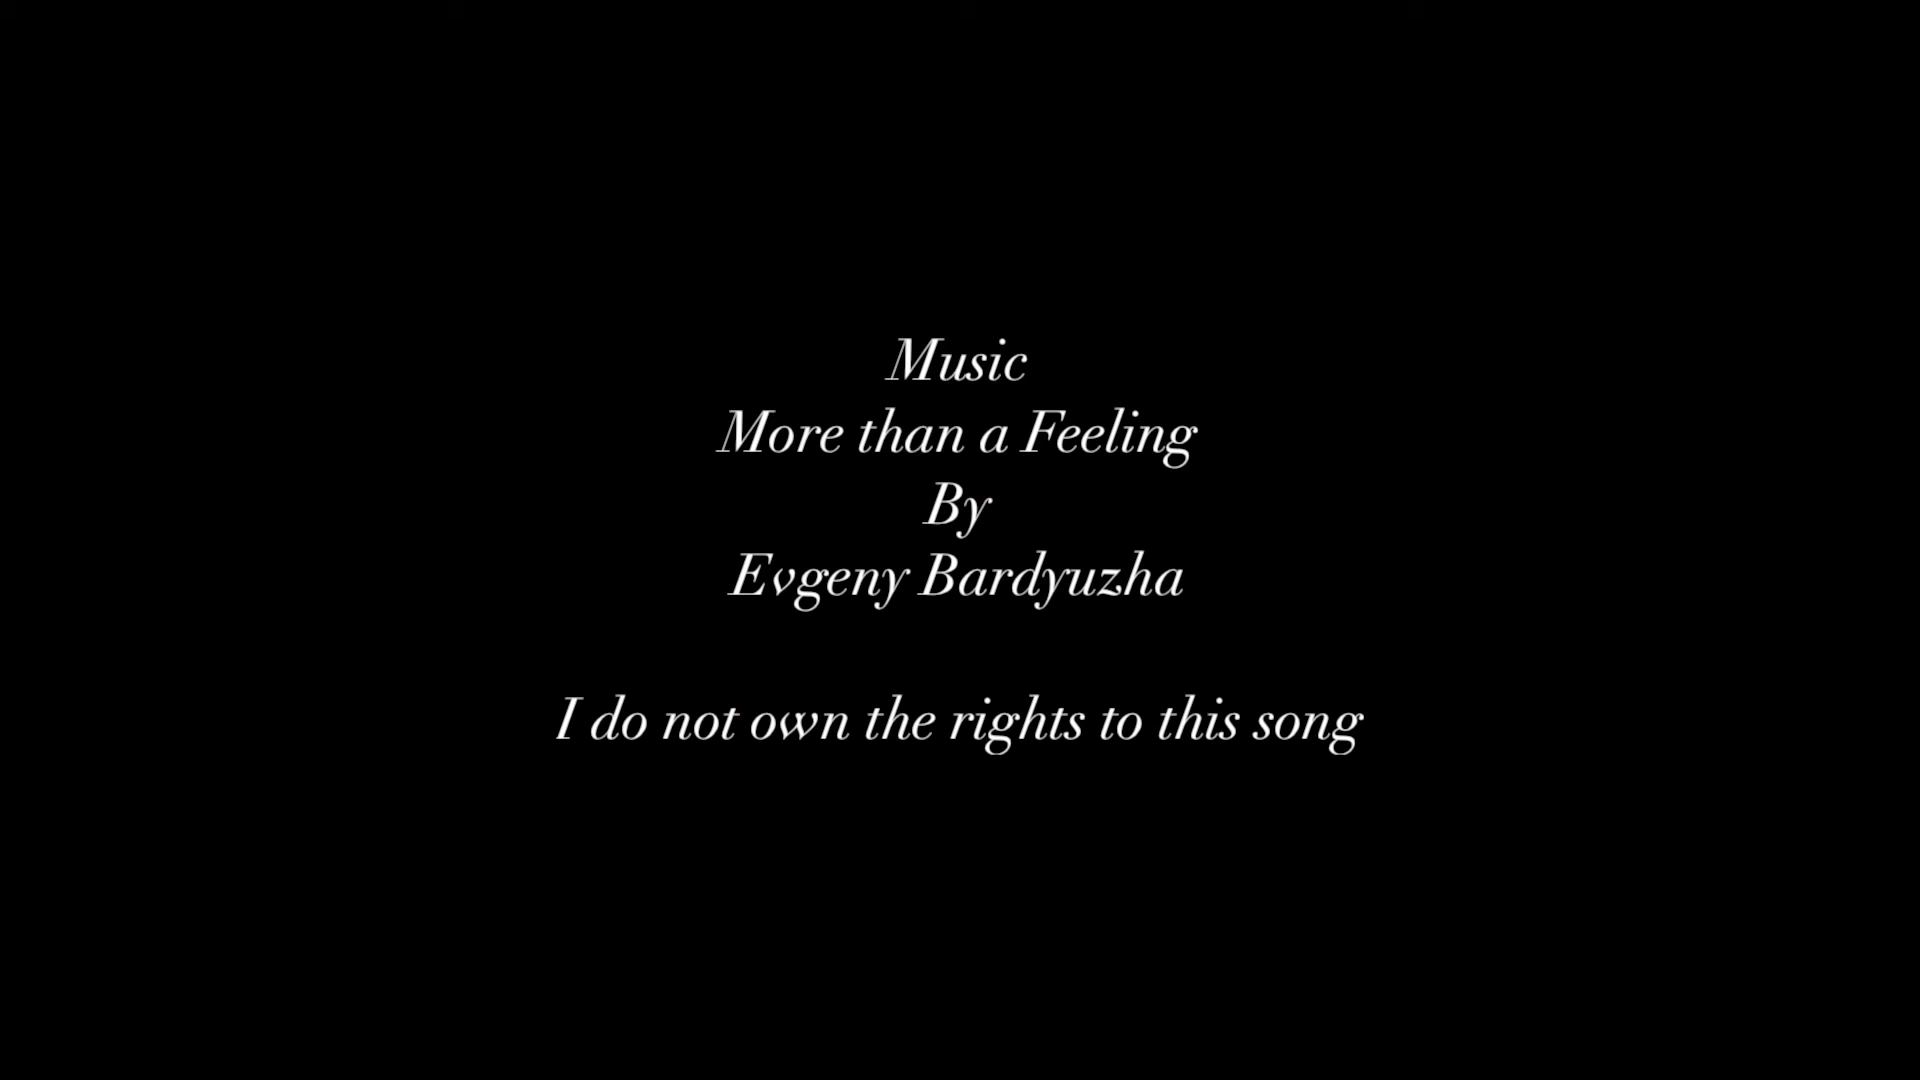 Music
More than a Feeling
By
Evgeny Bardyuzha
I do not own the rights to this song